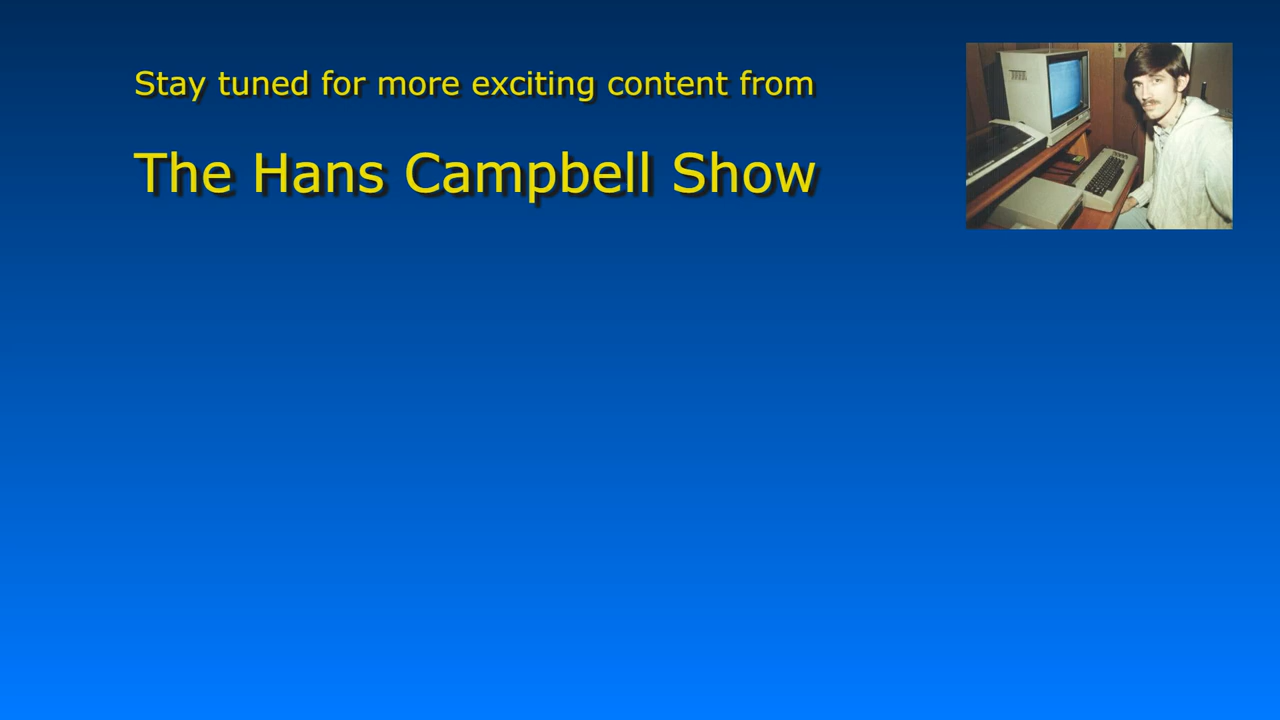 Stay tuned for more exciting content from
The Hans Campbell Show